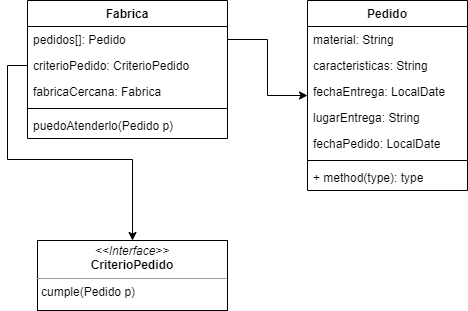 Fabrica
pedidos[]: Pedido
criterioPedido: CriterioPedido
fabricaCercana: Fabrica
puedoAtenderlo(Pedido p)
Pedido
material: String
caracteristicas: String
fechaEntrega: LocalDate
lugarEntrega: String
fechaPedido: LocalDate
+ method(type): type
<<Interface>>
CriterioPedido
cumple(Pedido p)